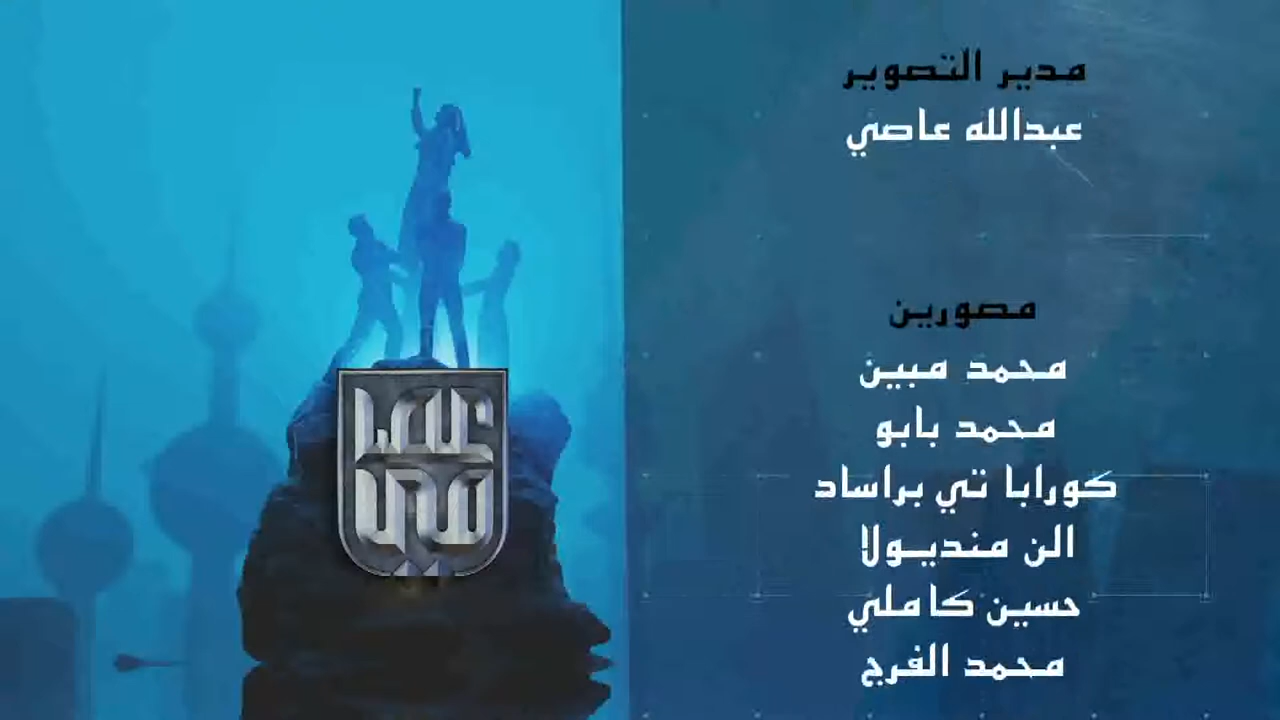 مدير التصوير
عبدالله عاصي
مصورين
محمد مبين
محمد بابو
كورابا تي براساد
الن منديولا
حسين كاملي
محمد الفرج